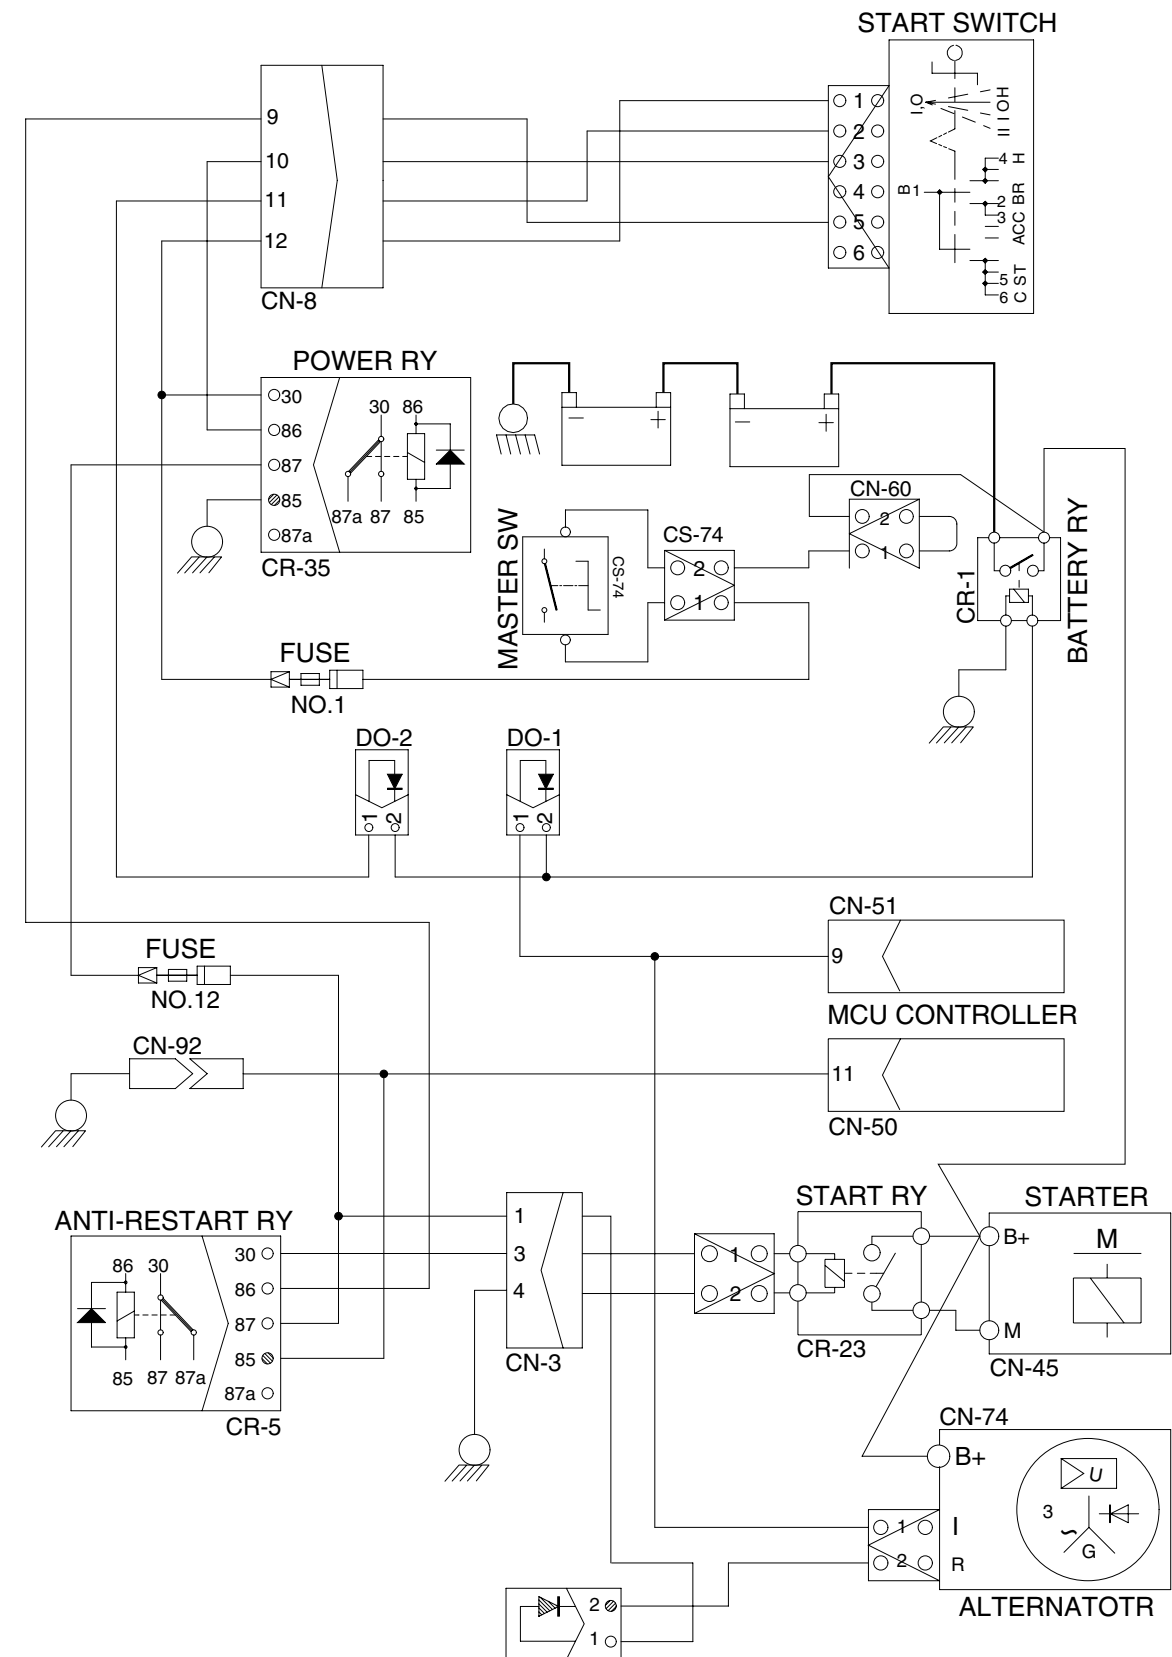 START SWITCH
9
10
11
12
CN-8
1
2
3
4
5
6
I,O
H
O
I
II
B1
4 H
2 BR
3 ACC
5 ST
6 C
POWER RY
30
86
87
85
87a
30 86
87a 87 85
CR-35
− +
− +
MASTER SW
CS-74
CS-74
2
1
CN-60
2
1
CR-1
BATTERY RY
FUSE
NO.1
DO-2
1 2
DO-1
1 2
CN-51
9
MCU CONTROLLER
11
CN-50
FUSE
NO.12
CN-92
ANTI-RESTART RY
86 30
85 87 87a
30
86
87
85
87a
CR-5
1
3
4
CN-3
START RY
1
2
CR-23
STARTER
B+
M
M
CN-45
CN-74
B+
U
3
~
G
1 I
2 R
ALTERNATOTR
2
1